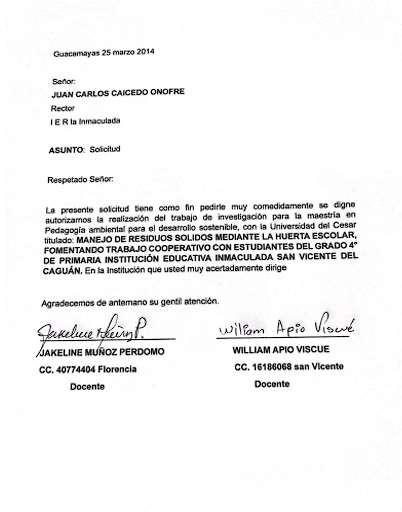 Guacamayas 25 marzo 2014
Señor:
JUAN CARLOS CAICEDO ONOFRE
Rector
I E R la Inmaculada
ASUNTO: Solicitud
Respetado Señor:
La presente solicitud tiene como fin pedirle muy comedidamente se digne
autorizarnos la realización del trabajo de investigación para la maestría en
Pedagogía ambiental para el desarrollo sostenible, con la Universidad del Cesar
titulado: MANEJO DE RESIDUOS SOLIDOS MEDIANTE LA HUERTA ESCOLAR,
FOMENTANDO TRABAJO COOPERATIVO CON ESTUDIANTES DEL GRADO 4°
DE PRIMARIA INSTITUCIÓN EDUCATIVA INMACULADA SAN VICENTE DEL
CAGUÁN, En la Institución que usted muy acertadamente dirige
Agradecemos de antemano su gentil atención.
Jakeline Muñoz P. William Apio Viscué
JAKELINE MUÑOZ PERDOMO WILLIAM APIO VISCUE
CC. 40774404 Florencia CC. 16186068 san Vicente
Docente Docente